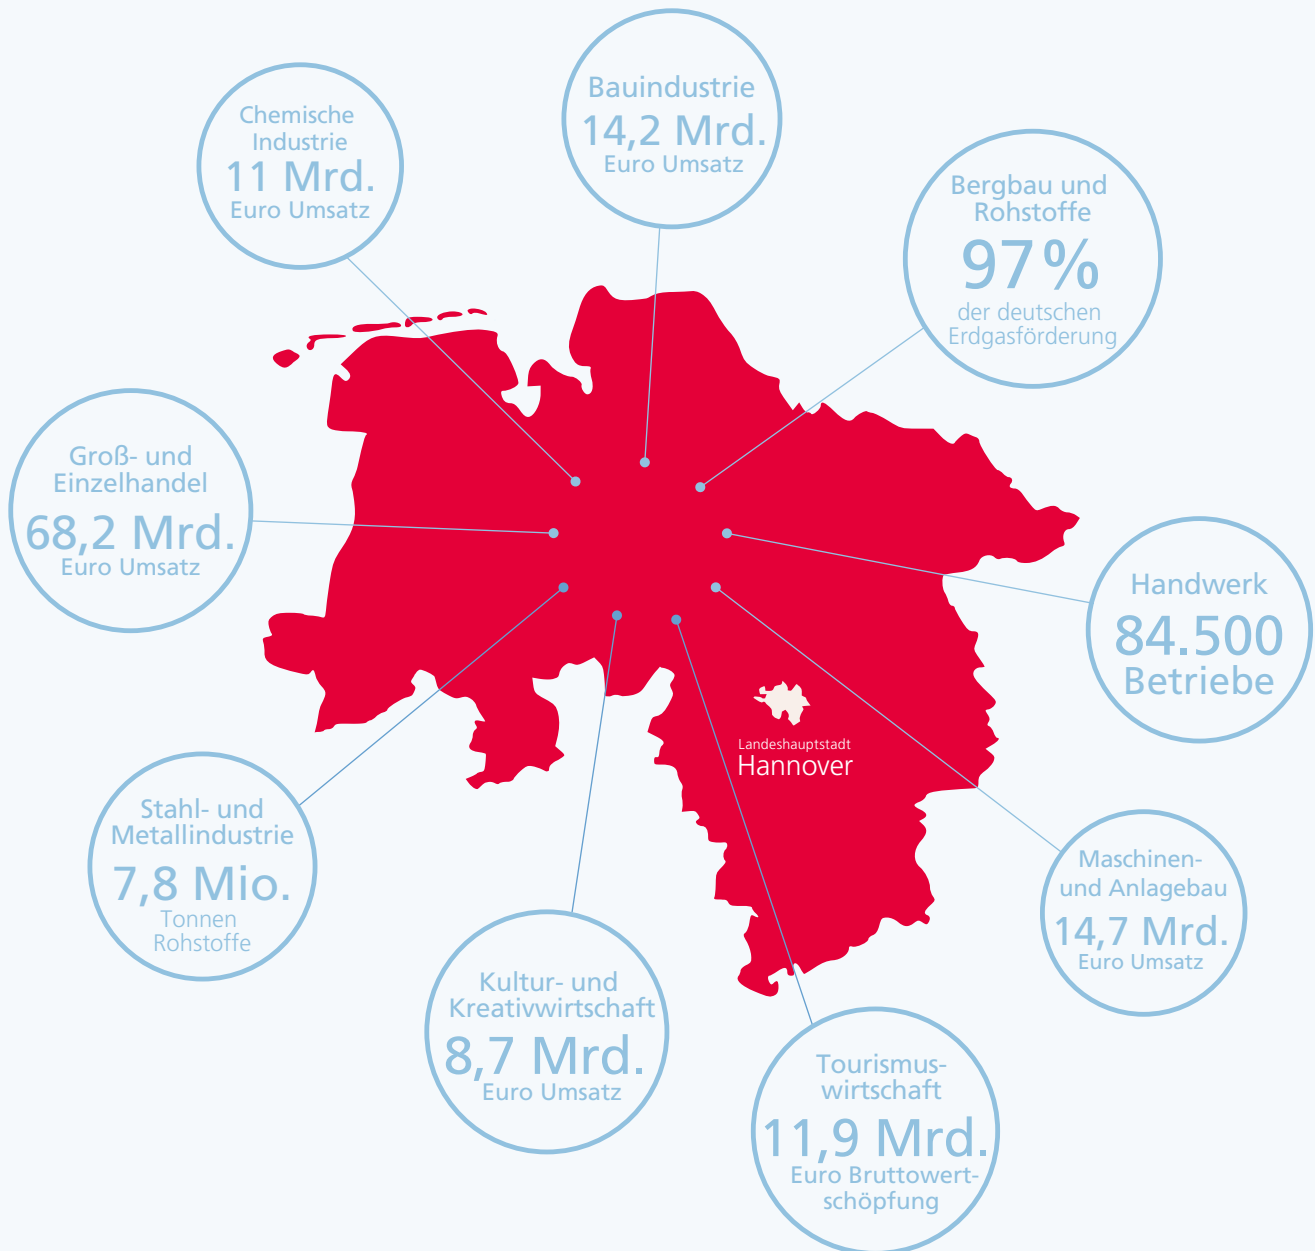 Bauindustrie
14,2 Mrd.
Euro Umsatz
Chemische
Industrie
11 Mrd.
Euro Umsatz
Bergbau und
Rohstoffe
97 %
der deutschen
Erdgasförderung
Groß- und
Einzelhandel
68,2 Mrd.
Euro Umsatz
Handwerk
84.500
Betriebe
Landeshauptstadt
Hannover
Stahl- und
Metallindustrie
7,8 Mio.
Tonnen
Rohstoffe
Maschinen-
und Anlagebau
14,7 Mrd.
Euro Umsatz
Kultur- und
Kreativwirtschaft
8,7 Mrd.
Euro Umsatz
Tourismus-
wirtschaft
11,9 Mrd.
Euro Bruttowert-
schöpfung